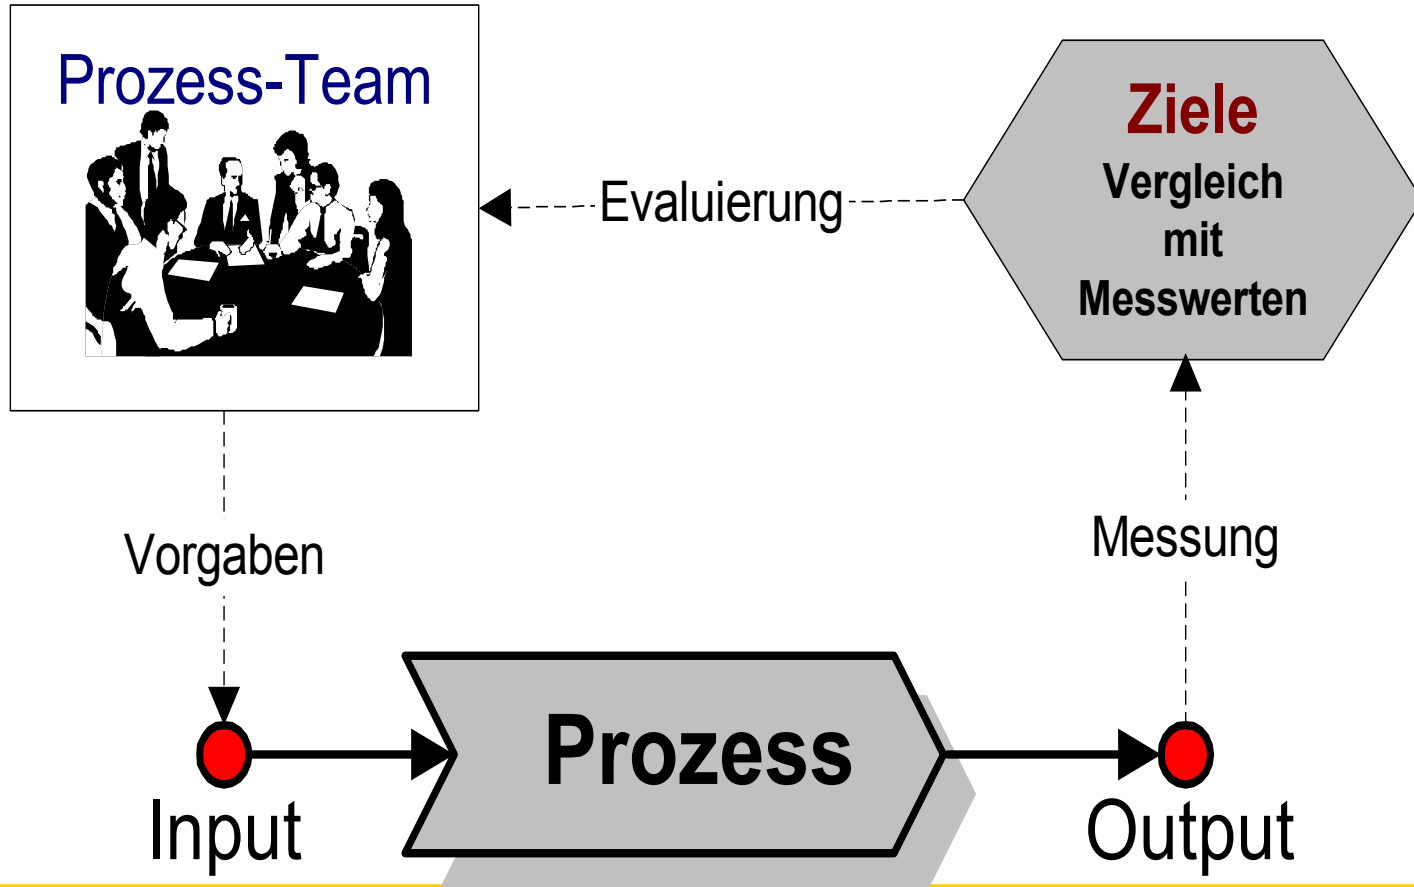 Prozess-Team
Ziele
Vergleich
mit
Messwerten
Evaluierung
Vorgaben
Messung
Prozess
Input
Output